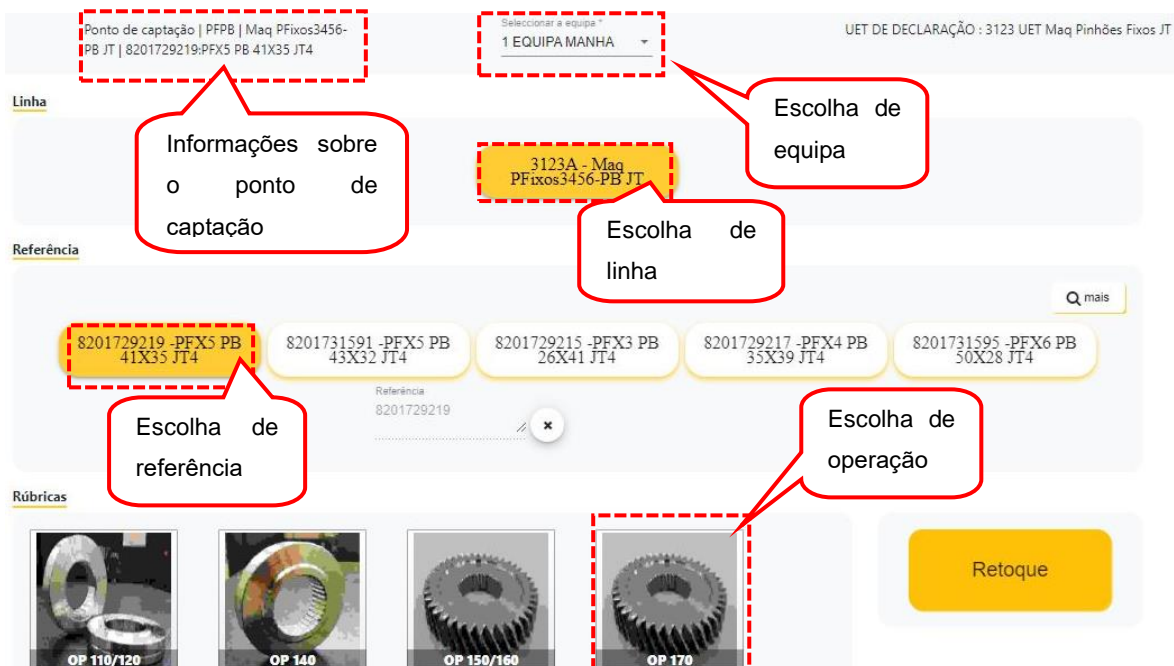 Ponto de captação | PFPB | Maq PFixos3456-
PB JT | 8201729219:PFX5 PB 41X35 JT4
Seleccionar a equipa *
1 EQUIPA MANHA
UET DE DECLARAÇÃO : 3123 UET Maq Pinhões Fixos JT
Linha
Informações sobre
o ponto de
captação
Escolha de
equipa
3123A - Maq
PFixos3456-PB JT
Escolha de
linha
Referência
mais
8201729219 -PFX5 PB
41X35 JT4
8201731591 -PFX5 PB
43X32 JT4
8201729215 -PFX3 PB
26X41 JT4
8201729217 -PFX4 PB
35X39 JT4
8201731595 -PFX6 PB
50X28 JT4
Referência
8201729219
Escolha de
referência
Escolha de
operação
Rúbricas
OP 110/120
OP 140
OP 150/160
OP 170
Retoque